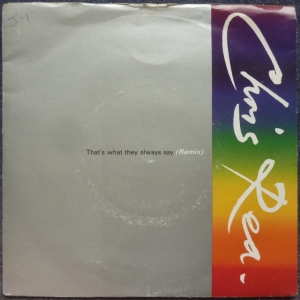 That's what they always say (Remix)
Chris Rea.